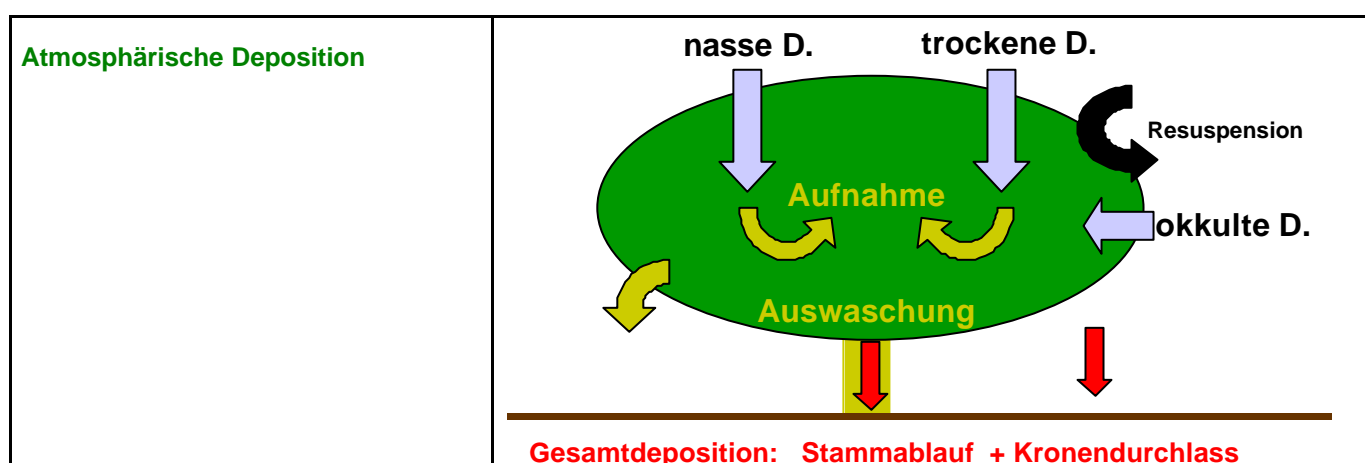 Atmosphärische Deposition
nasse D.
trockene D.
Resuspension
Aufnahme
okkulte D.
Auswaschung
Gesamtdeposition: Stammablauf + Kronendurchlass